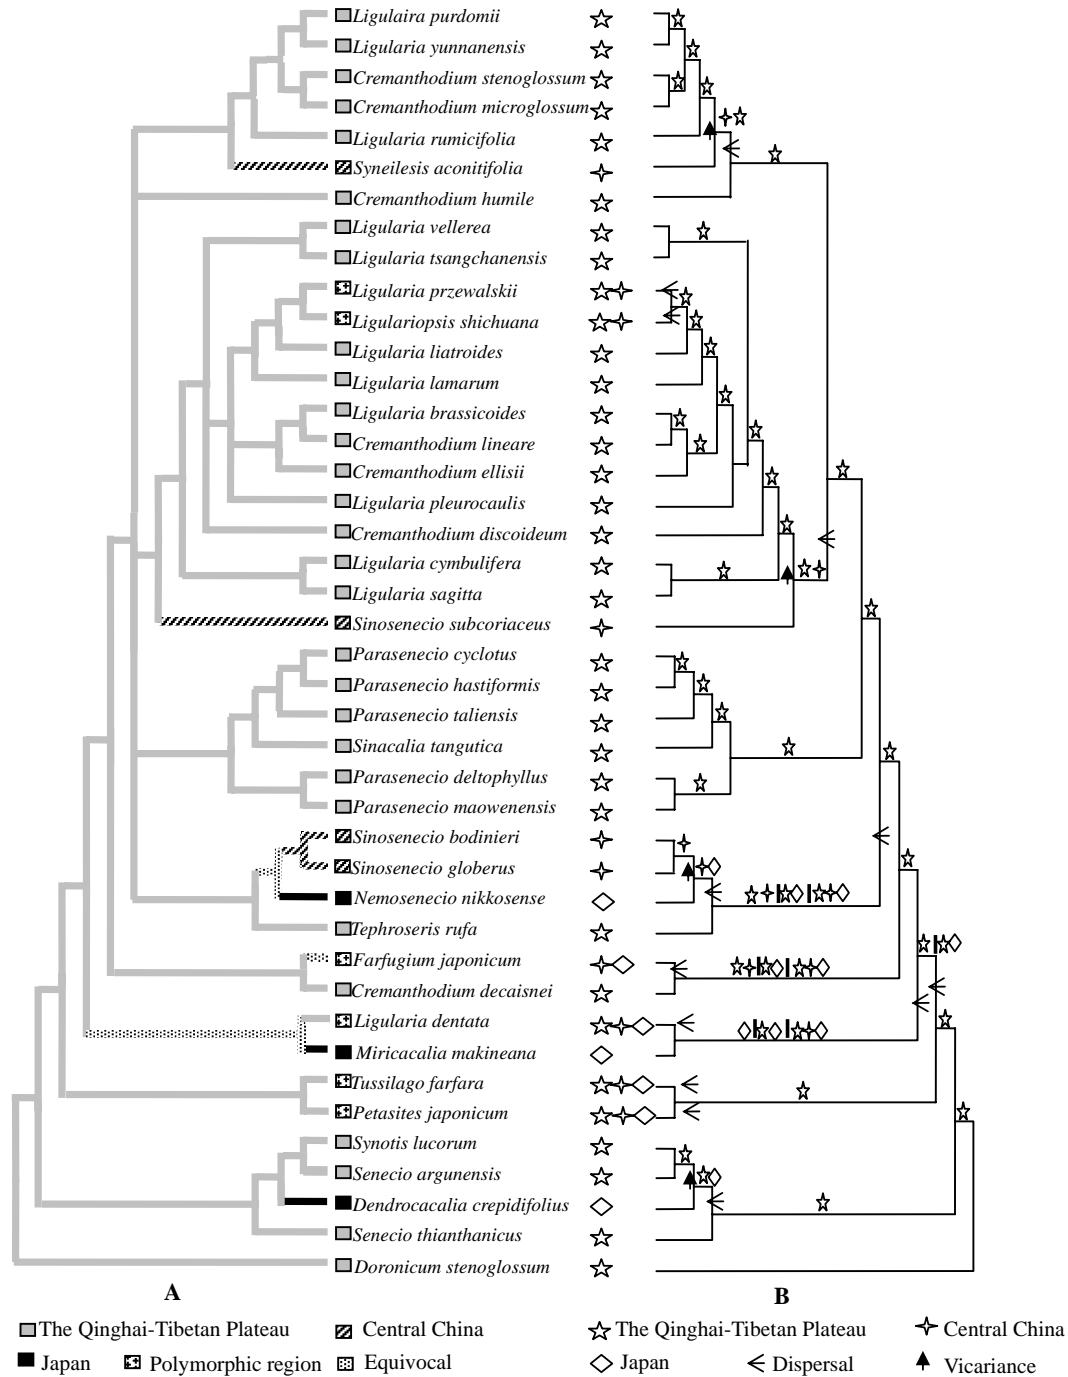 Ligulaira purdomii
Ligularia yunnanensis
Cremanthodium stenoglossum
Cremanthodium microglossum
Ligularia rumicifolia
Syneilesis aconitifolia
Cremanthodium humile
Ligularia vellerea
Ligularia tsangchanensis
Ligularia przewalskii
Ligulariopsis shichuana
Ligularia liatroides
Ligularia lamarum
Ligularia brassicoides
Cremanthodium lineare
Cremanthodium ellisii
Ligularia pleurocaulis
Cremanthodium discoideum
Ligularia cymbulifera
Ligularia sagitta
Sinosenecio subcoriaceus
Parasenecio cyclotus
Parasenecio hastiformis
Parasenecio taliensis
Sinacalia tangutica
Parasenecio deltophyllus
Parasenecio maowenensis
Sinosenecio bodinieri
Sinosenecio globerus
Nemosenecio nikkosense
Tephroseris rufa
Farfugium japonicum
Cremanthodium decaisnei
Ligularia dentata
Miricacalia makineana
Tussilago farfara
Petasites japonicum
Synotis lucorum
Senecio argunensis
Dendrocacalia crepidifolius
Senecio thianthanicus
Doronicum stenoglossum
A B
The Qinghai-Tibetan Plateau Central China The Qinghai-Tibetan Plateau Central China
Japan Polymorphic region Equivocal Japan Dispersal Vicariance